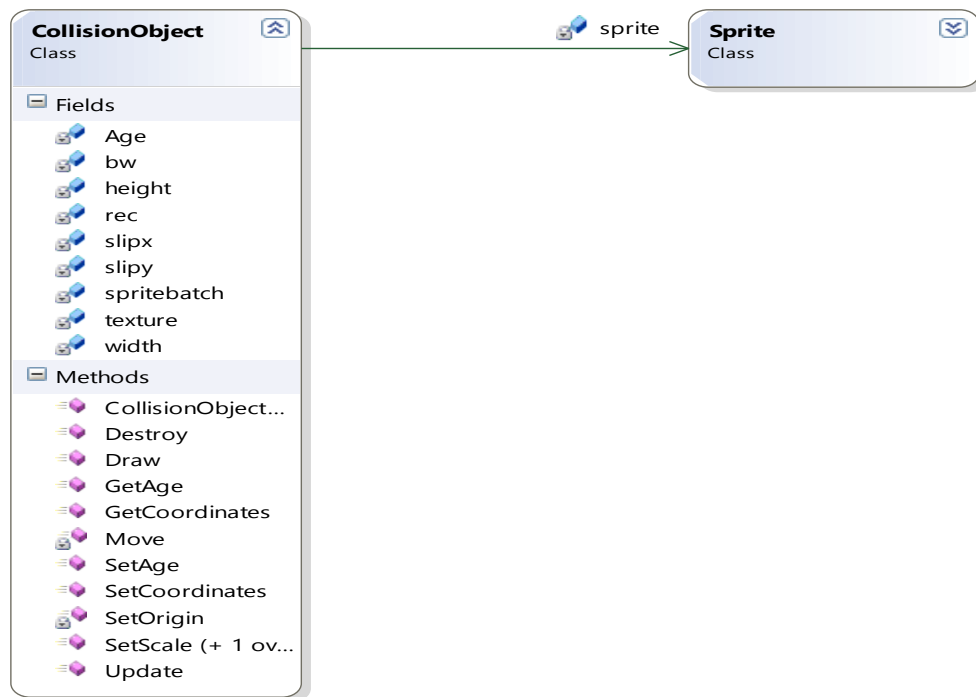 CollisionObject
Class
Fields
Age
bw
height
rec
slipx
slipy
spritebatch
texture
width
Methods
CollisionObject...
Destroy
Draw
GetAge
GetCoordinates
Move
SetAge
SetCoordinates
SetOrigin
SetScale (+ 1 ov...
Update
sprite
Sprite
Class